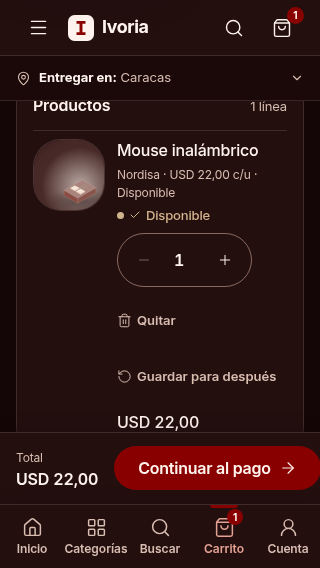 Ivoria
1
Entregar en: Caracas
Productos
1 línea
Mouse inalámbrico
Nordisa · USD 22,00 c/u ·
Disponible
Disponible
1
Quitar
Guardar para después
USD 22,00
Total
USD 22,00
Continuar al pago
1
Inicio
Categorías
Buscar
Carrito
Cuenta